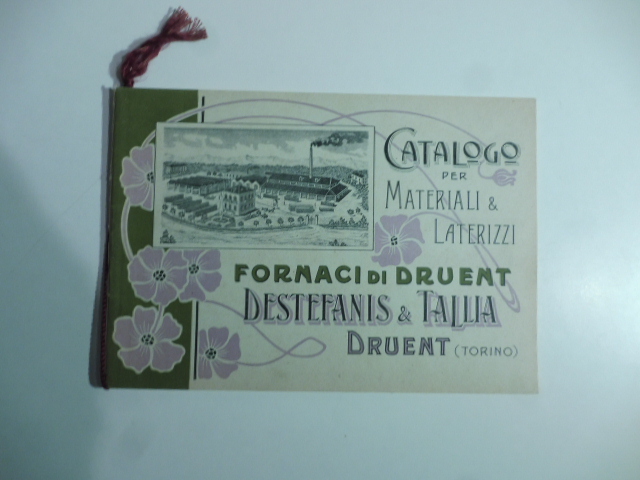 CATALOGO
PER
MATERIALI &
LATERIZZI
FORNACI DI DRUENT
DESTEFANIS & TALLIA
DRUENT (TORINO)